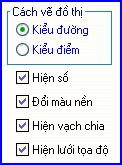 Cách vẽ đồ thị
Kiểu đường
Kiểu điểm
Hiện số
Đổi màu nền
Hiện vạch chia
Hiện lưới tọa độ